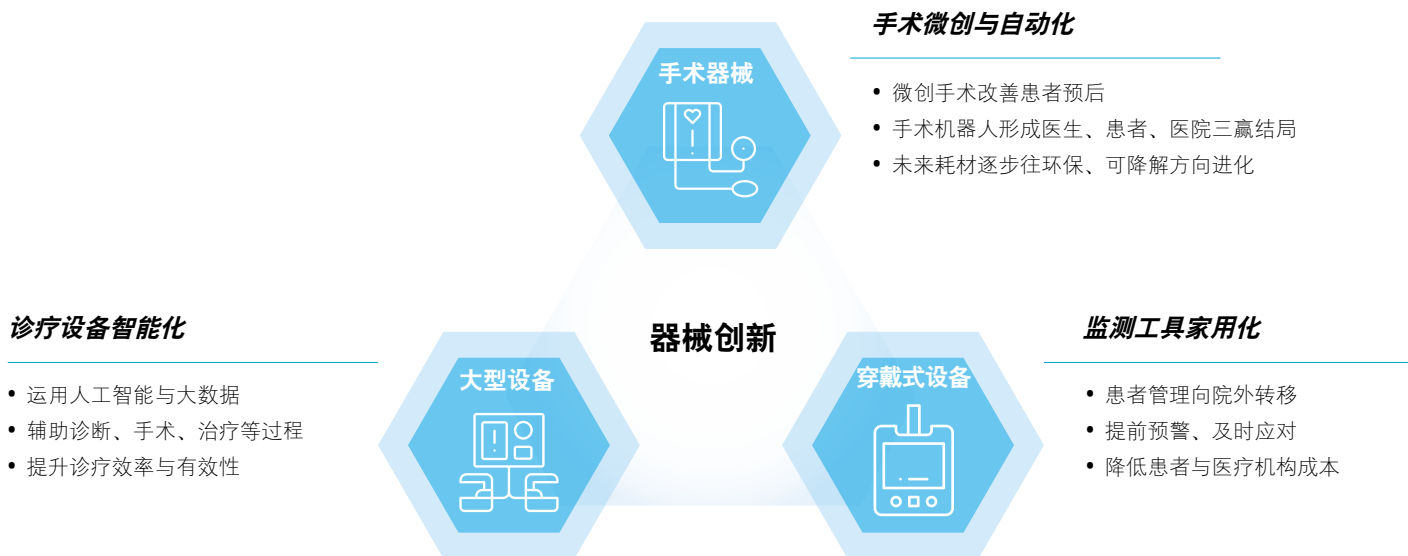 手术微创与自动化
手术器械
• 微创手术改善患者预后
• 手术机器人形成医生、患者、医院三赢结局
• 未来耗材逐步往环保、可降解方向进化
器械创新
诊疗设备智能化
大型设备
• 运用人工智能与大数据
• 辅助诊断、手术、治疗等过程
• 提升诊疗效率与有效性
监测工具家用化
穿戴式设备
• 患者管理向院外转移
• 提前预警、及时应对
• 降低患者与医疗机构成本